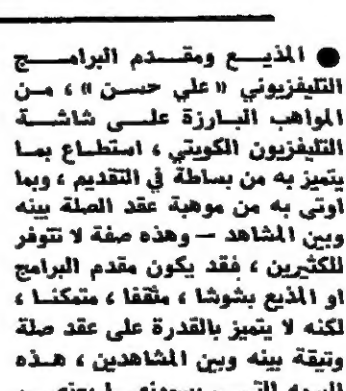 ● المذيع ومقدم البرامج
التليفزيوني « علي حسن » ، من
المواهب البارزة على شاشة
التليفزيون الكويتي ، استطاع بما
يتميز به من بساطة في التقديم ، وبما
اوتى به من موهبة عقد الصلة بينه
وبين المشاهد — وهذه صفة لا تتوفر
للكثيرين ، فقد يكون مقدم البرامج
او المذيع بشوشا ، مثقفا ، متمكنا ،
لكنه لا يتميز بالقدرة على عقد صلة
وثيقة بينه وبين المشاهدين ، هذه